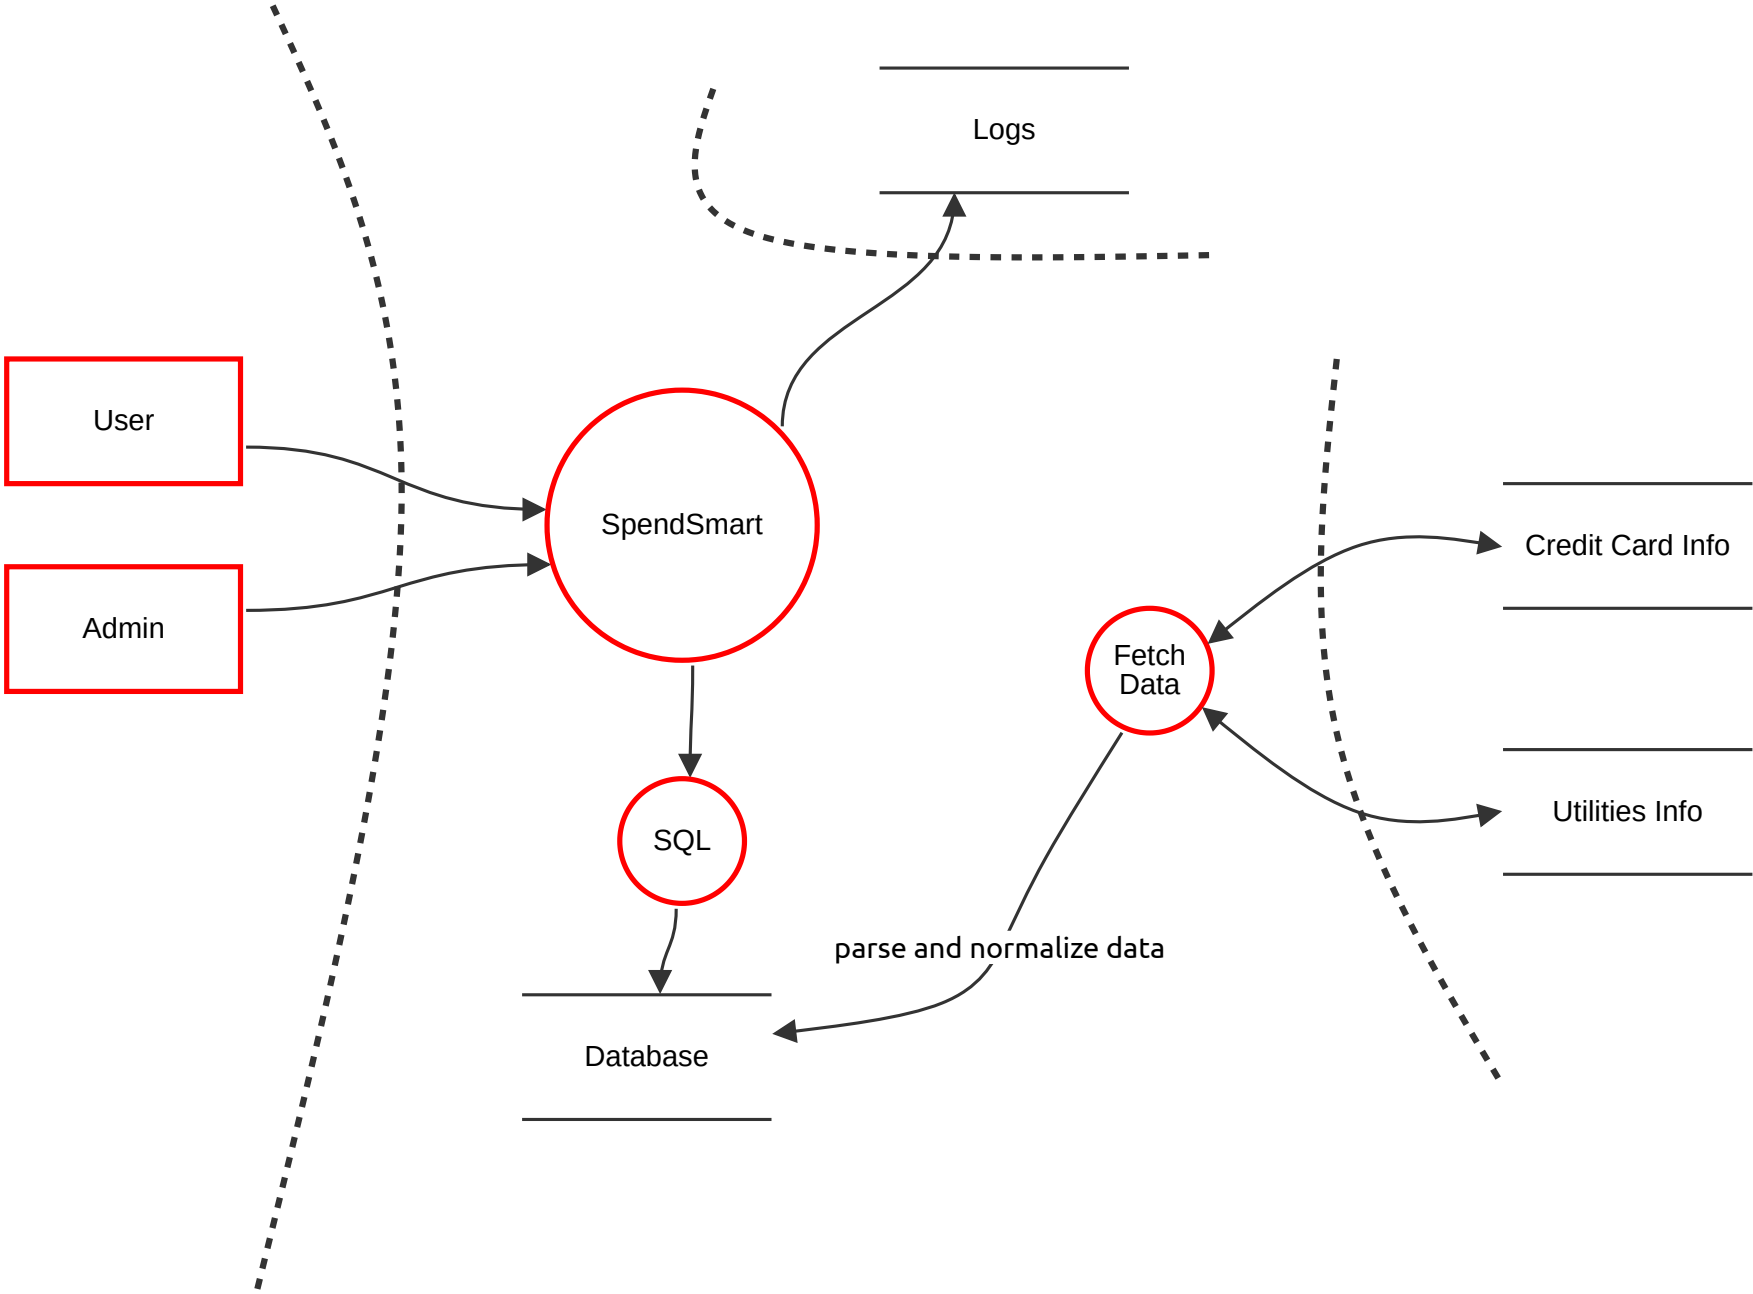 Logs
User
SpendSmart
Credit Card Info
Admin
Fetch
Data
Utilities Info
SQL
parse and normalize data
Database